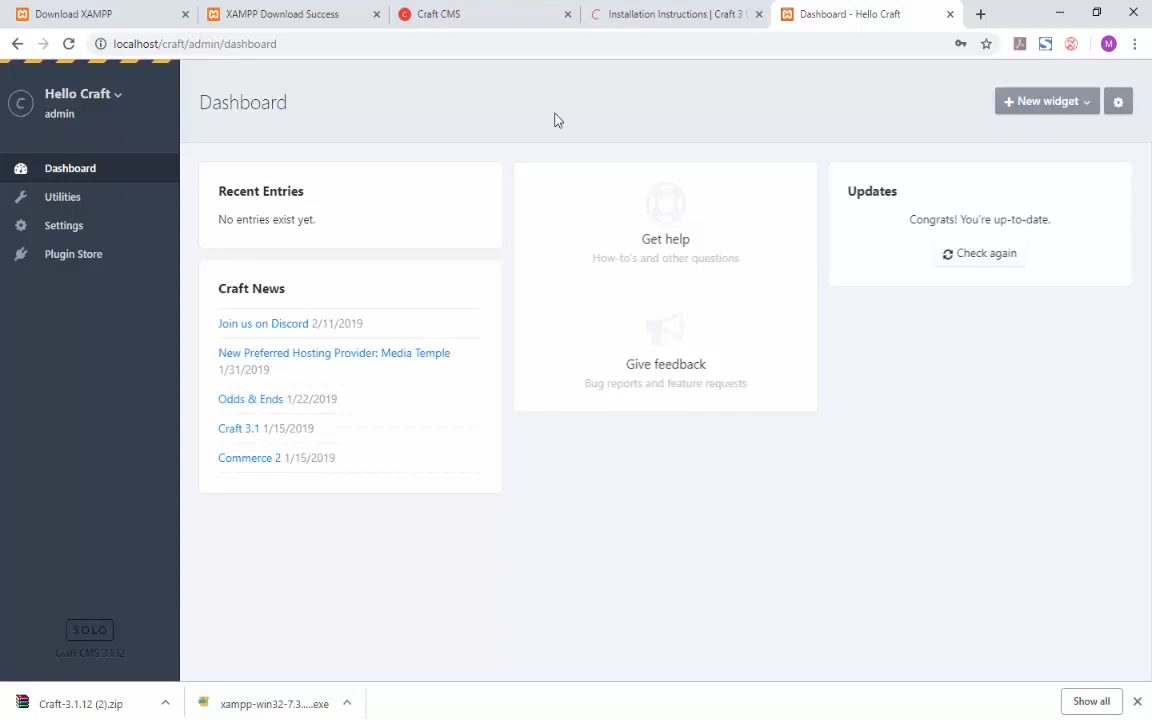 Download XAMPP
XAMPP Download Success
Craft CMS
Installation Instructions | Craft 3
Dashboard - Hello Craft
localhost/craft/admin/dashboard
M
C
Hello Craft
admin
Dashboard
Utilities
Settings
Plugin Store
SOLO
Craft CMS 3.1.12
Dashboard
New widget
Recent Entries
No entries exist yet.
Craft News
Join us on Discord 2/11/2019
New Preferred Hosting Provider: Media Temple
1/31/2019
Odds & Ends 1/22/2019
Craft 3.1 1/15/2019
Commerce 2 1/15/2019
Get help
How-to's and other questions
Give feedback
Bug reports and feature requests
Updates
Congrats! You're up-to-date.
Check again
Craft-3.1.12 (2).zip
xampp-win32-7.3.....exe
Show all